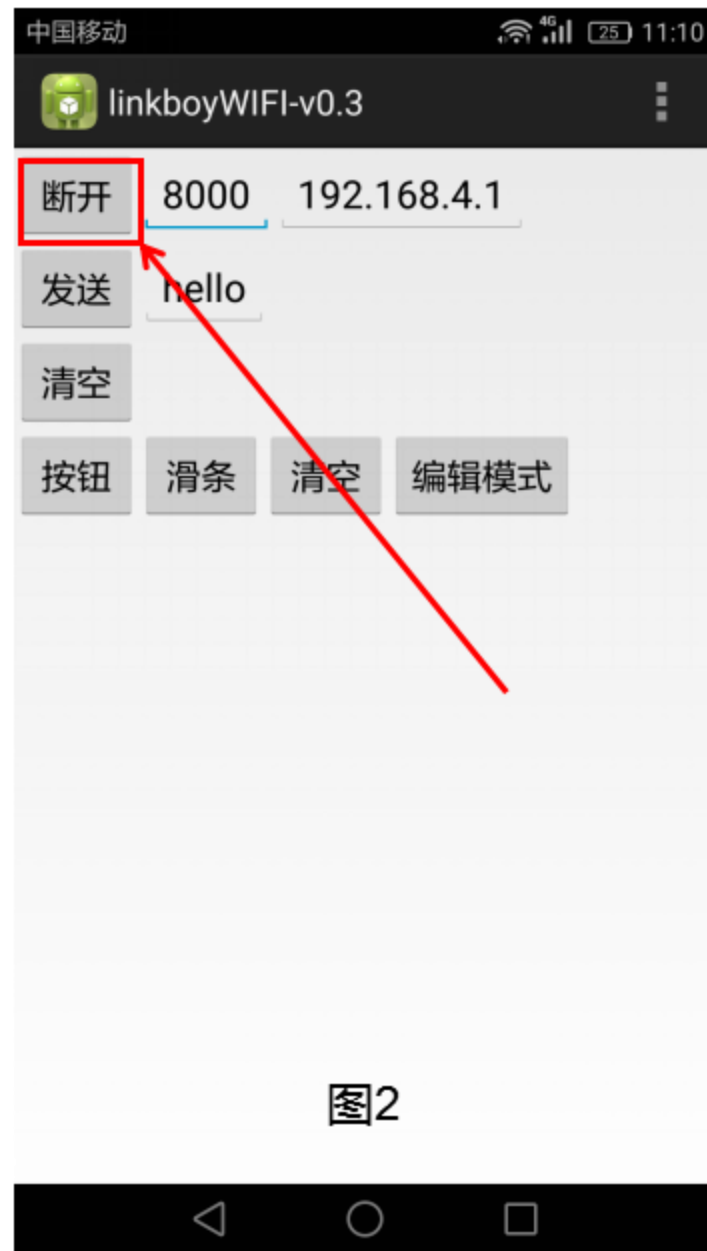 中国移动 4G 25 11:10
linkboyWIFI-v0.3
断开 8000 192.168.4.1
发送 hello
清空
按钮 滑条 清空 编辑模式
图2